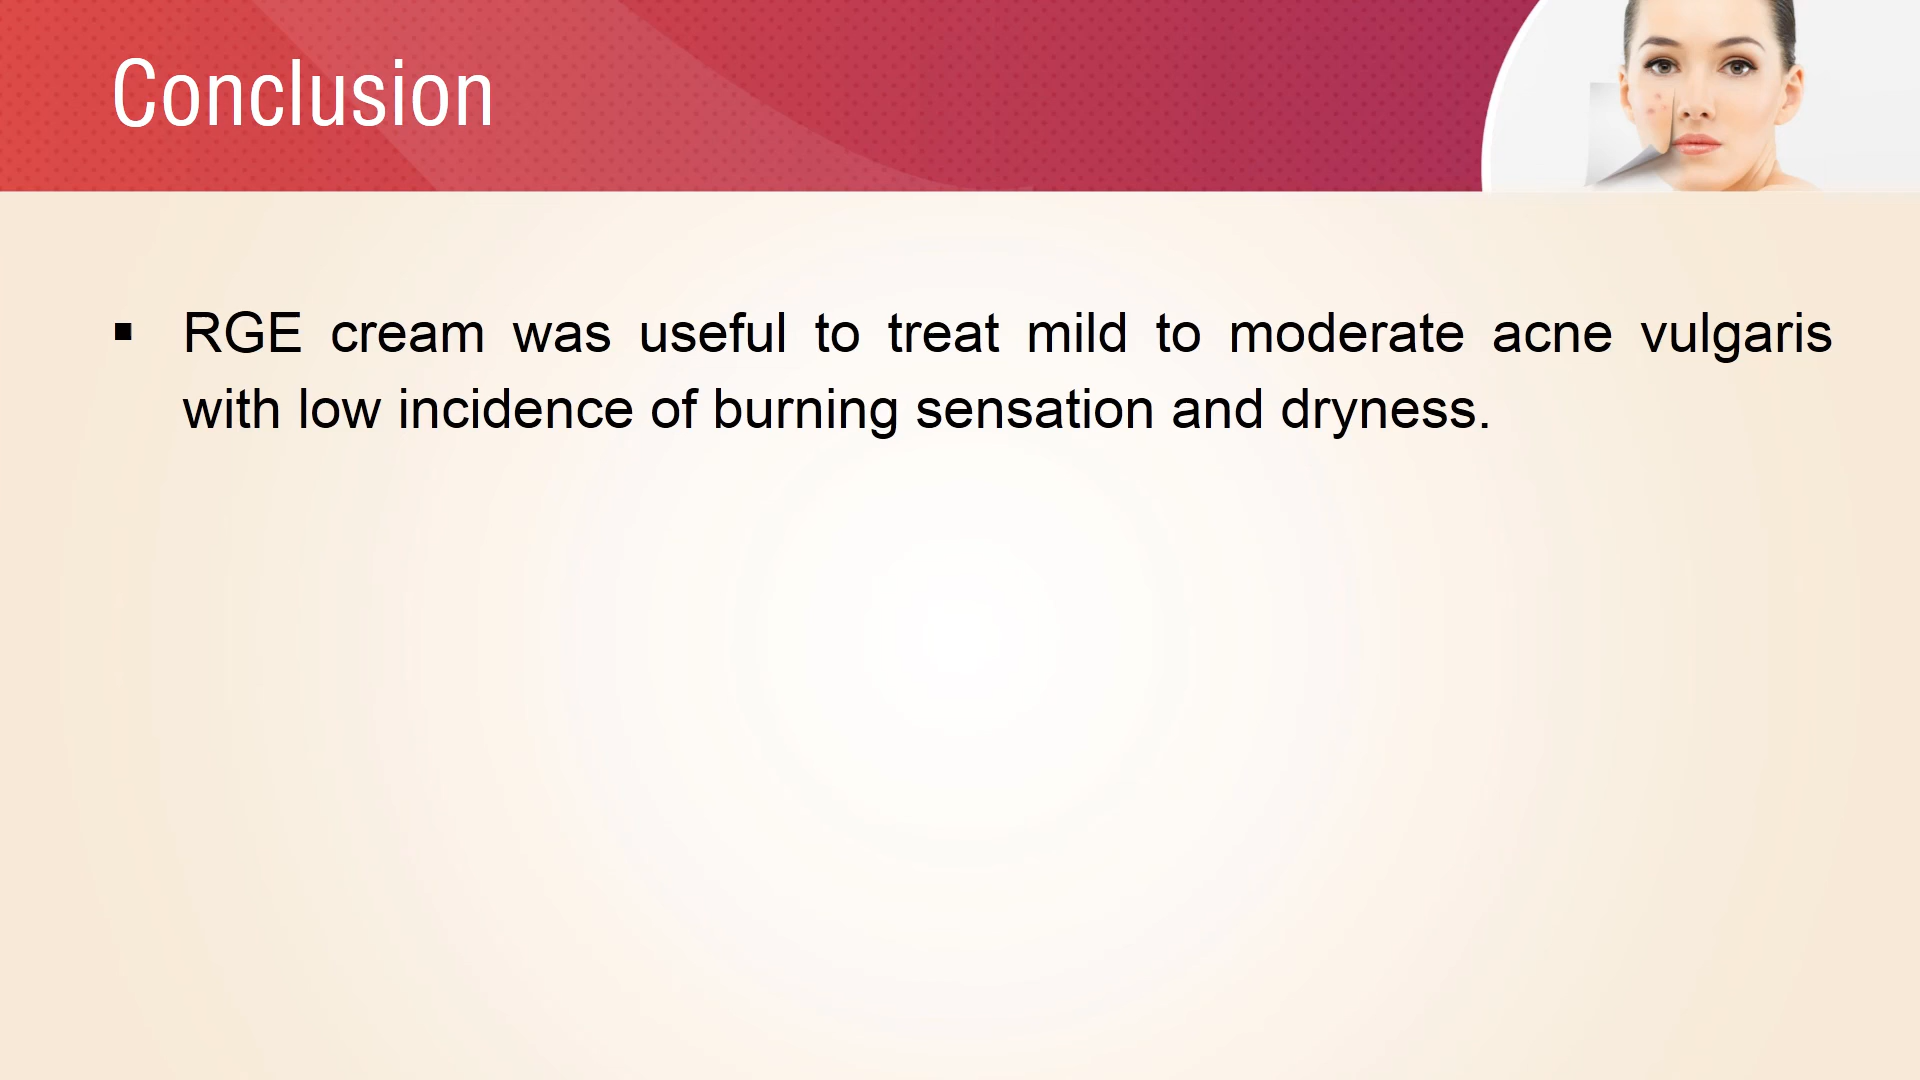 Conclusion
▪ RGE cream was useful to treat mild to moderate acne vulgaris
with low incidence of burning sensation and dryness.